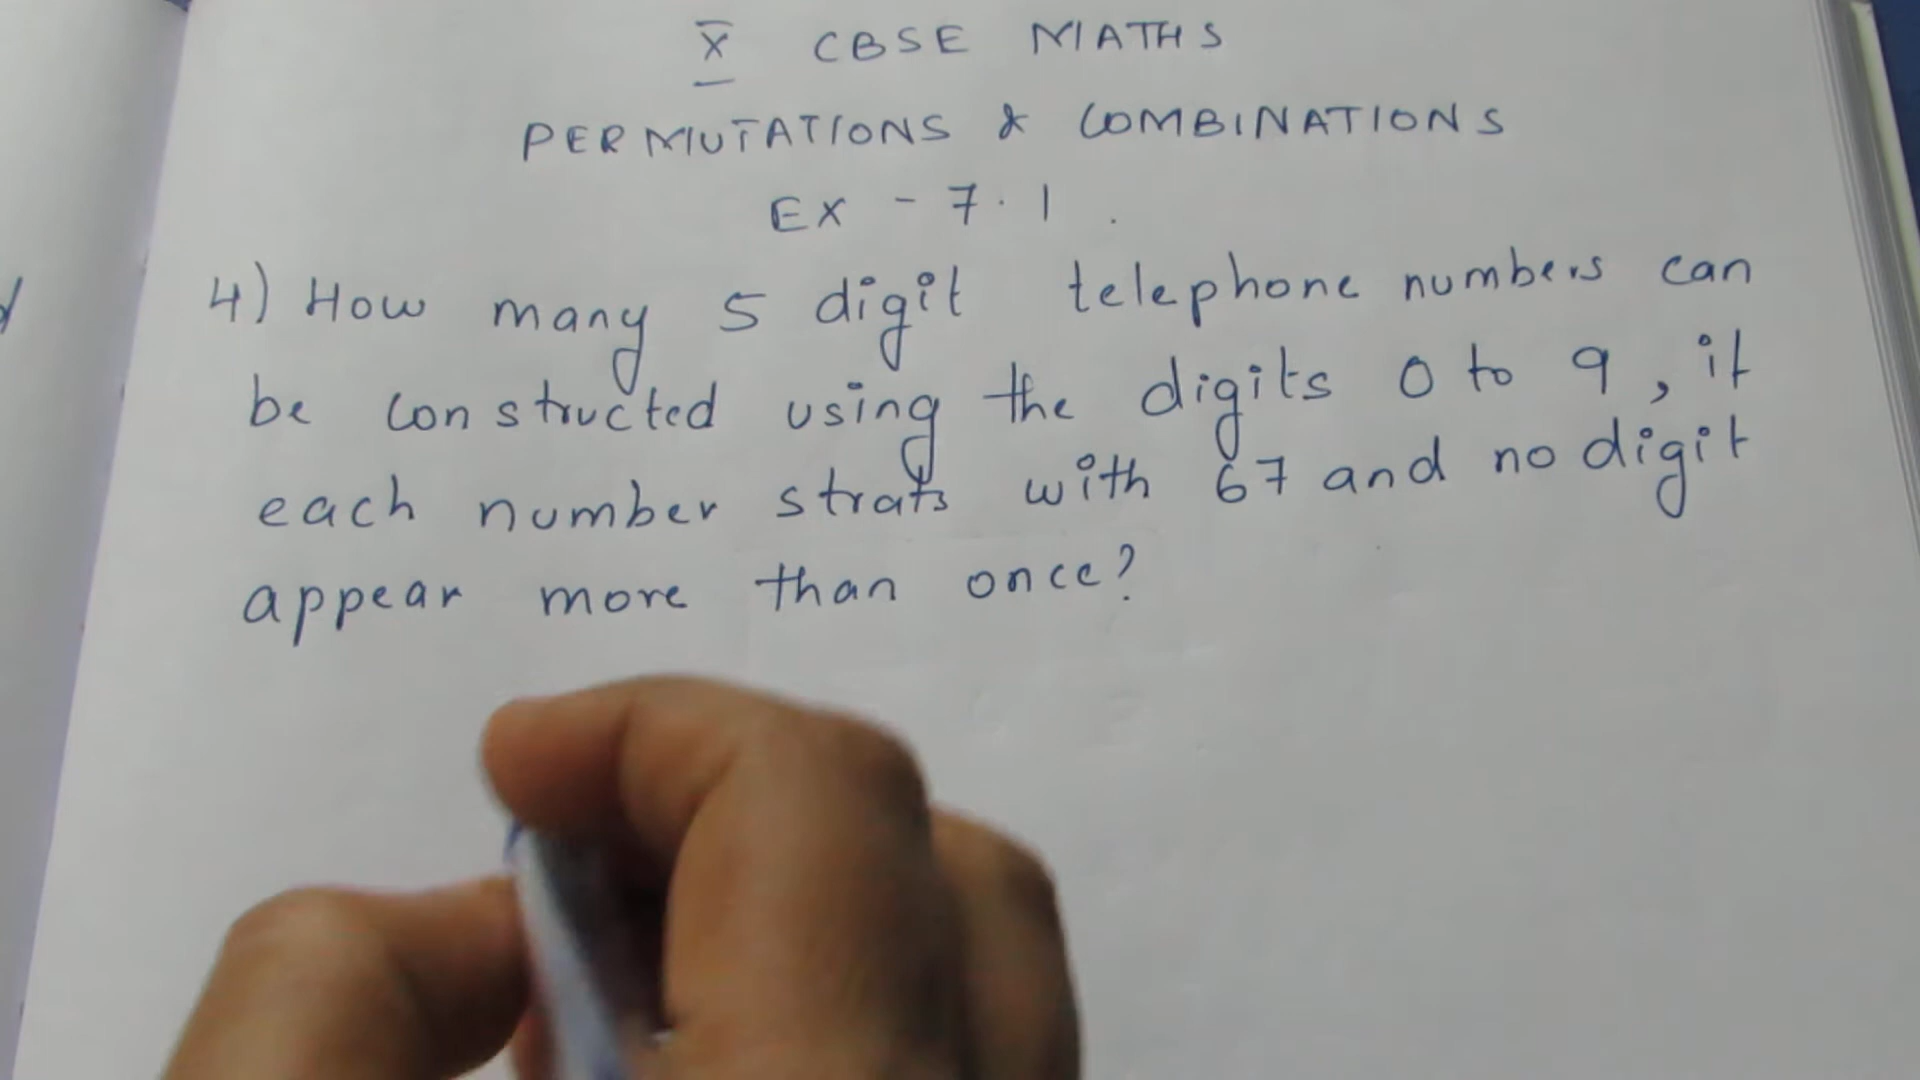 X CBSE MATHS
PERMUTATIONS & COMBINATIONS
EX - 7.1.
4) How many 5 digit telephone numbers can
be constructed using the digits 0 to 9, if
each number strats with 67 and no digit
appear more than once?